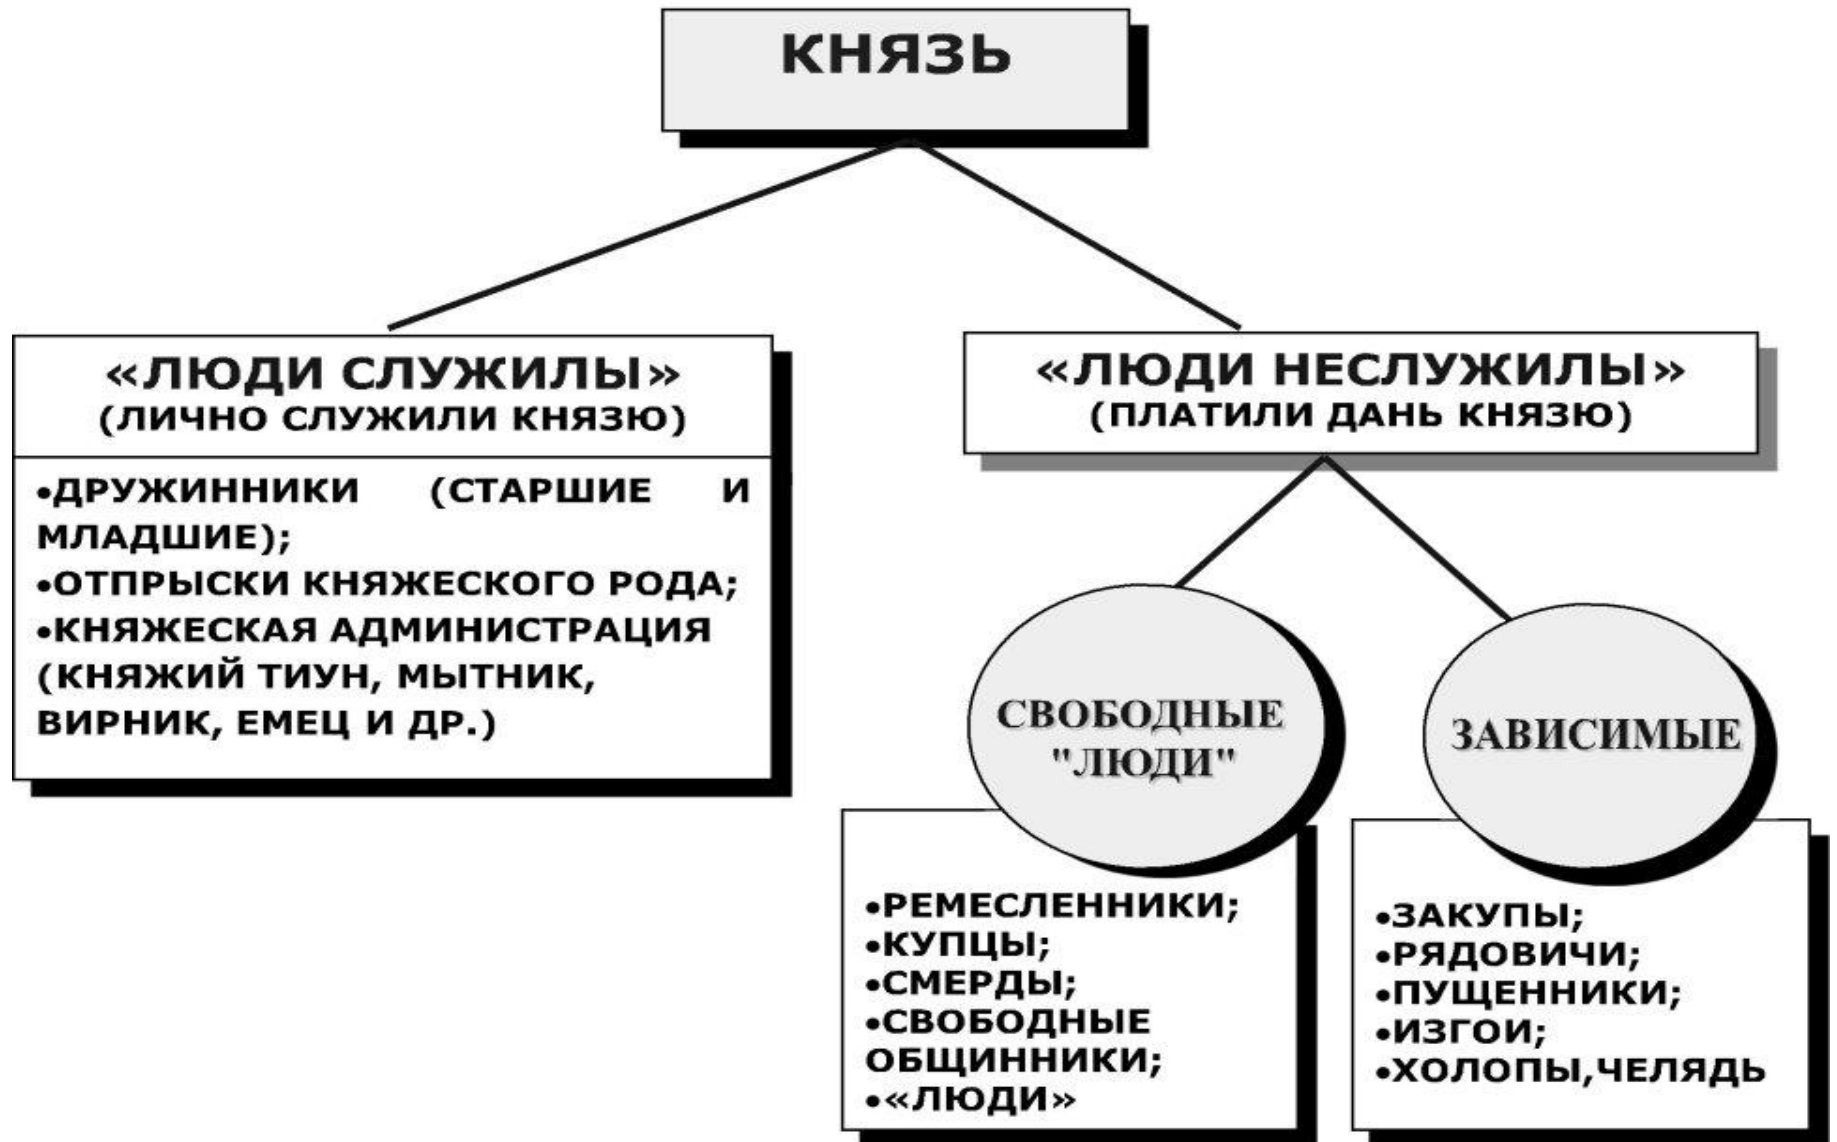 КНЯЗЬ
«ЛЮДИ СЛУЖИЛЫ»
(ЛИЧНО СЛУЖИЛИ КНЯЗЮ)
•ДРУЖИННИКИ (СТАРШИЕ И
МЛАДШИЕ);
•ОТПРЫСКИ КНЯЖЕСКОГО РОДА;
•КНЯЖЕСКАЯ АДМИНИСТРАЦИЯ
(КНЯЖИЙ ТИУН, МЫТНИК,
ВИРНИК, ЕМЕЦ И ДР.)
«ЛЮДИ НЕСЛУЖИЛЫ»
(ПЛАТИЛИ ДАНЬ КНЯЗЮ)
СВОБОДНЫЕ
"ЛЮДИ"
•РЕМЕСЛЕННИКИ;
•КУПЦЫ;
•СМЕРДЫ;
•СВОБОДНЫЕ
ОБЩИННИКИ;
•«ЛЮДИ»
ЗАВИСИМЫЕ
•ЗАКУПЫ;
•РЯДОВИЧИ;
•ПУЩЕННИКИ;
•ИЗГОИ;
•ХОЛОПЫ,ЧЕЛЯДЬ